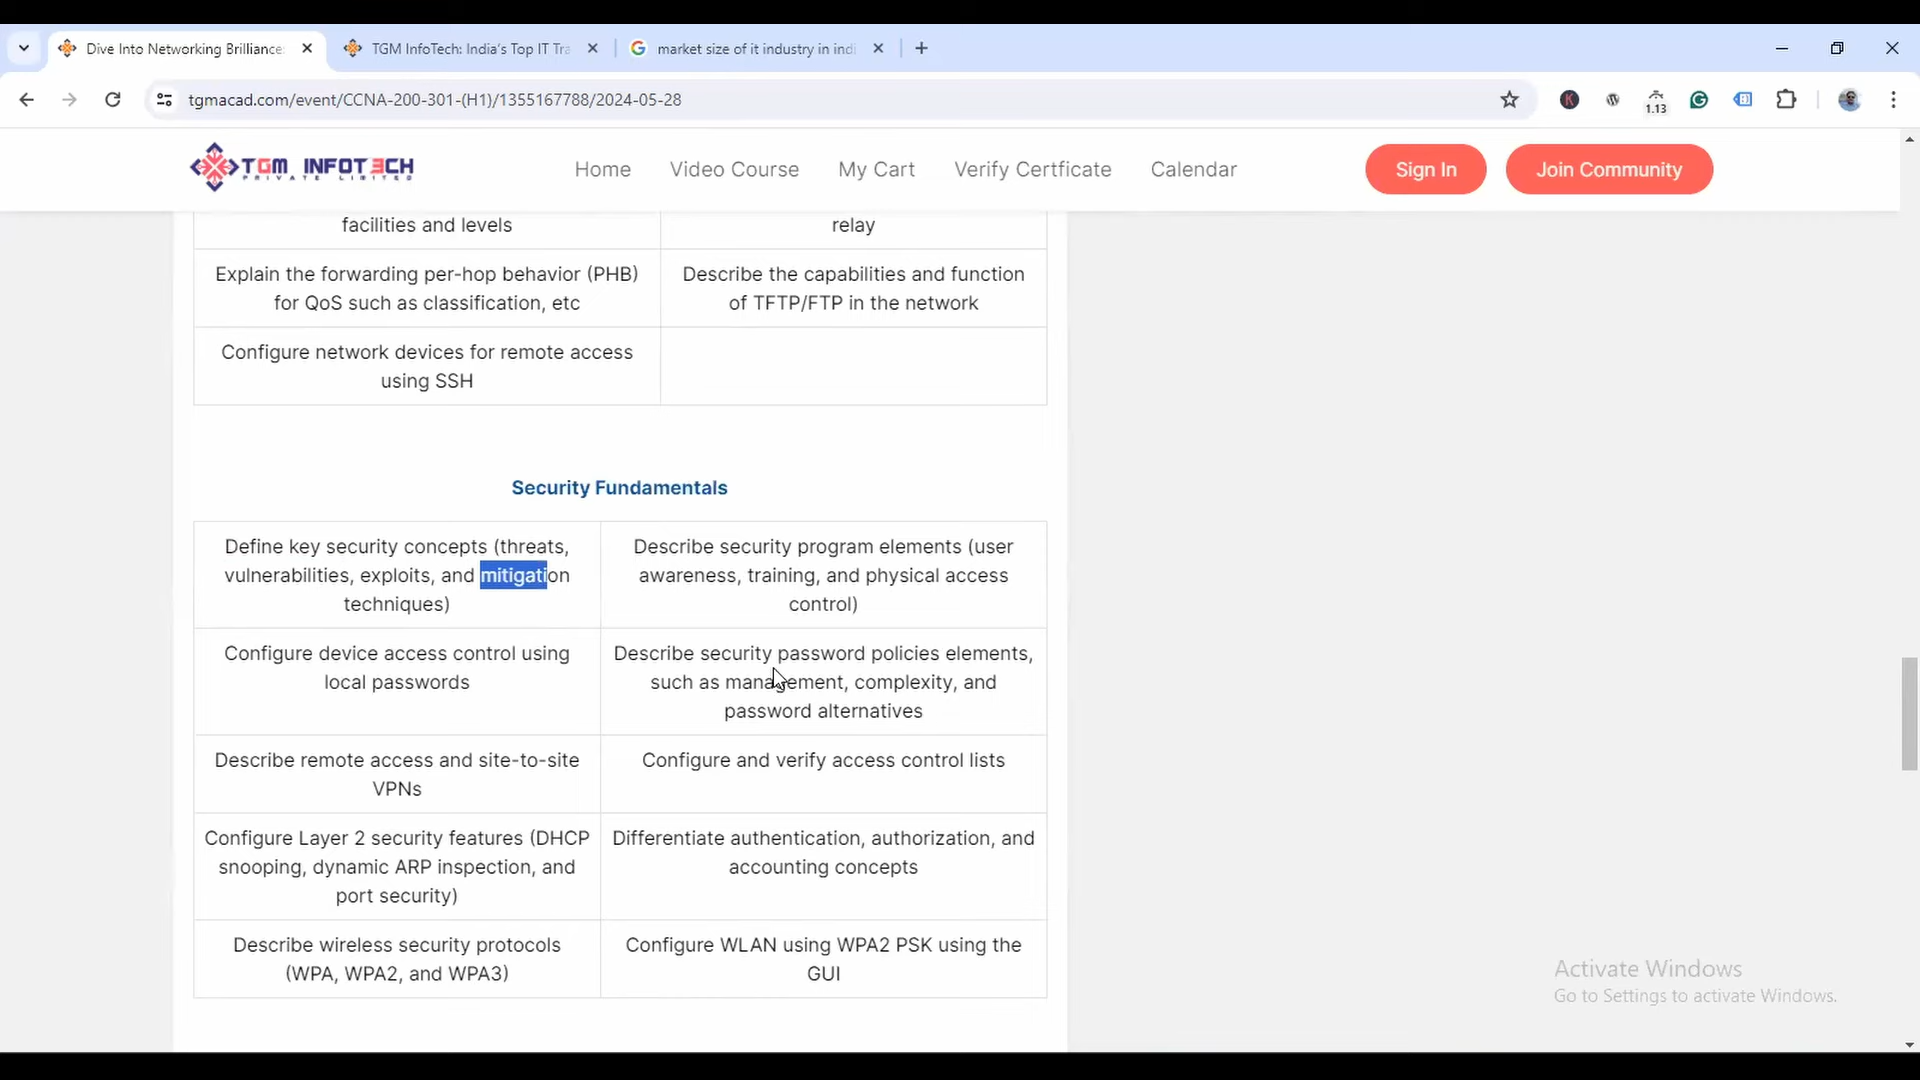 Dive Into Networking Brilliance:
TGM InfoTech: India's Top IT Tra
market size of it industry in indi
tgmacad.com/event/CCNA-200-301-(H1)/1355167788/2024-05-28
1.13
TGM INFOT3CH
PRIVATE LIMITED
Home
Video Course
My Cart
Verify Certficate
Calendar
Sign In
Join Community
facilities and levels
relay
Explain the forwarding per-hop behavior (PHB)
for QoS such as classification, etc
Describe the capabilities and function
of TFTP/FTP in the network
Configure network devices for remote access
using SSH
Security Fundamentals
Define key security concepts (threats,
vulnerabilities, exploits, and mitigation
techniques)
Describe security program elements (user
awareness, training, and physical access
control)
Configure device access control using
local passwords
Describe security password policies elements,
such as management, complexity, and
password alternatives
Describe remote access and site-to-site
VPNs
Configure and verify access control lists
Configure Layer 2 security features (DHCP
snooping, dynamic ARP inspection, and
port security)
Differentiate authentication, authorization, and
accounting concepts
Describe wireless security protocols
(WPA, WPA2, and WPA3)
Configure WLAN using WPA2 PSK using the
GUI
Activate Windows
Go to Settings to activate Windows.